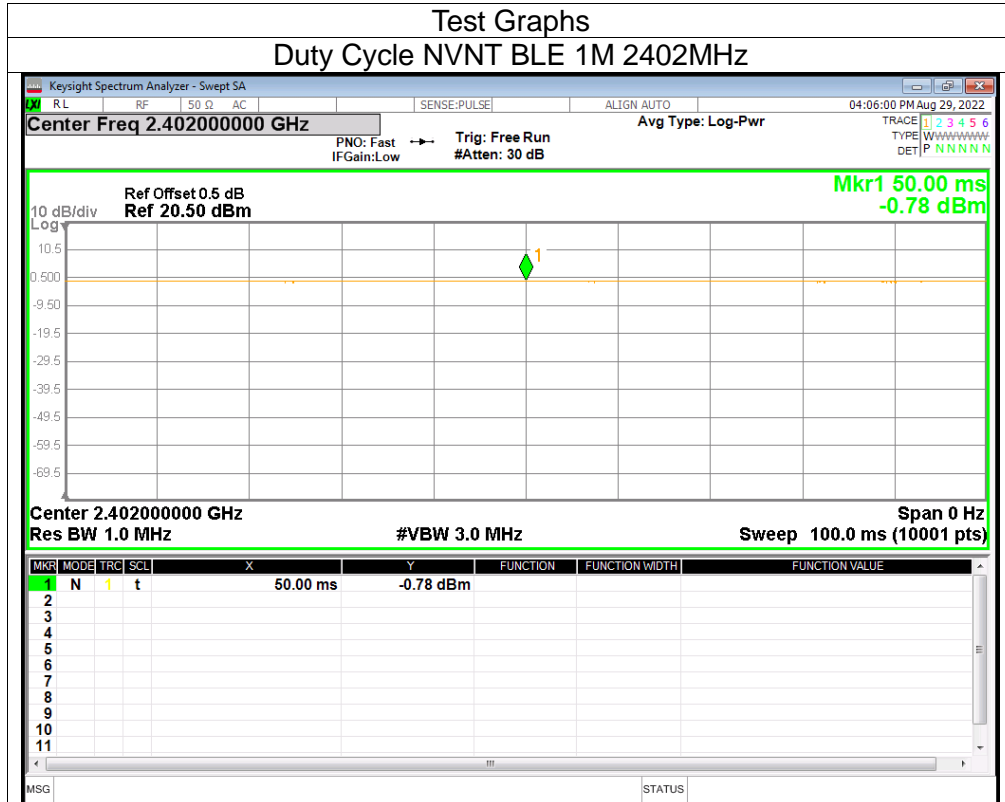 Test Graphs
Duty Cycle NVNT BLE 1M 2402MHz
Keysight Spectrum Analyzer - Swept SA
LXI RL RF 50 Ω AC SENSE:PULSE ALIGN AUTO 04:06:00 PM Aug 29, 2022
Center Freq 2.402000000 GHz
PNO: Fast
IFGain:Low
Trig: Free Run
#Atten: 30 dB
Avg Type: Log-Pwr
TRACE 1 2 3 4 5 6
TYPE WWWWWW
DET P N N N N N
Ref Offset 0.5 dB
10 dB/div Ref 20.50 dBm
Log
Mkr1 50.00 ms
-0.78 dBm
10.5
0.500
-9.50
-19.5
-29.5
-39.5
-49.5
-59.5
-69.5
1
Center 2.402000000 GHz Span 0 Hz
Res BW 1.0 MHz #VBW 3.0 MHz Sweep 100.0 ms (10001 pts)
MKR MODE TRC SCL X Y FUNCTION FUNCTION WIDTH FUNCTION VALUE
1 N 1 t 50.00 ms -0.78 dBm
2
3
4
5
6
7
8
9
10
11
MSG STATUS